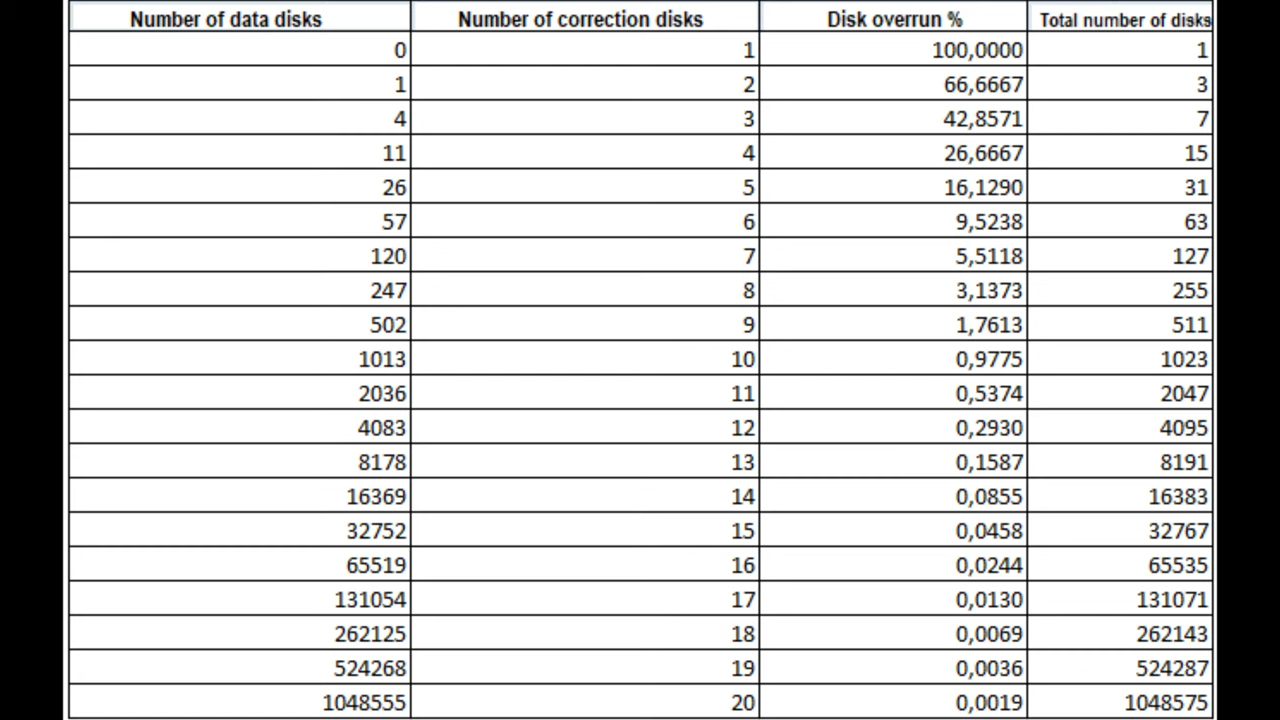 Number of data disks Number of correction disks Disk overrun % Total number of disks
0 1 100,0000 1
1 2 66,6667 3
4 3 42,8571 7
11 4 26,6667 15
26 5 16,1290 31
57 6 9,5238 63
120 7 5,5118 127
247 8 3,1373 255
502 9 1,7613 511
1013 10 0,9775 1023
2036 11 0,5374 2047
4083 12 0,2930 4095
8178 13 0,1587 8191
16369 14 0,0855 16383
32752 15 0,0458 32767
65519 16 0,0244 65535
131054 17 0,0130 131071
262125 18 0,0069 262143
524268 19 0,0036 524287
1048555 20 0,0019 1048575